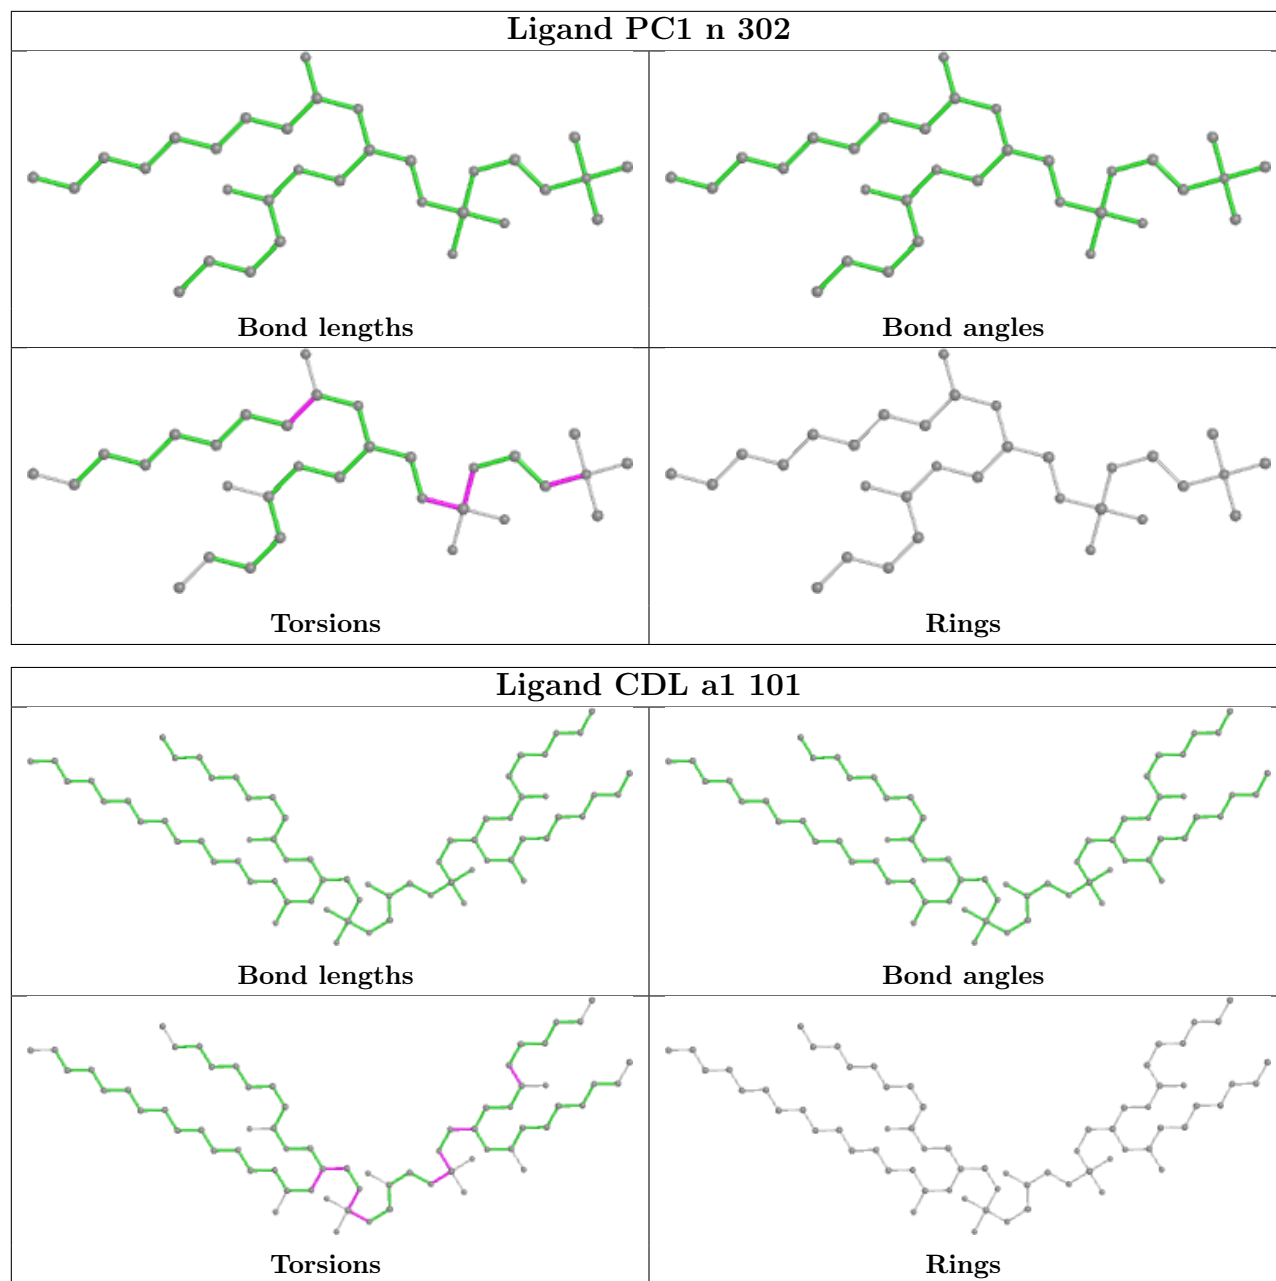 Ligand PC1 n 302
Bond lengths
Bond angles
Torsions
Rings
Ligand CDL a1 101
Bond lengths
Bond angles
Torsions
Rings